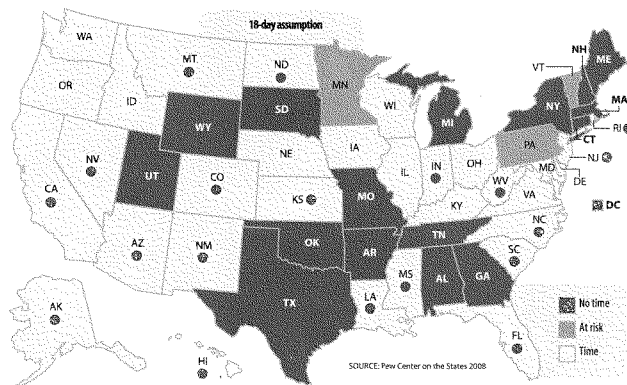 18-day assumption
WA
MT
ND
MN
VT
NH
ME
OR
ID
SD
WI
NY
MA
WY
MI
RI
CT
NV
UT
NE
IA
PA
NJ
CA
CO
IL
IN
OH
MD
DE
WV
VA
DC
KS
MO
KY
NC
AZ
NM
OK
AR
TN
SC
TX
MS
AL
GA
LA
AK
HI
FL
No time
At risk
Time
SOURCE: Pew Center on the States 2008